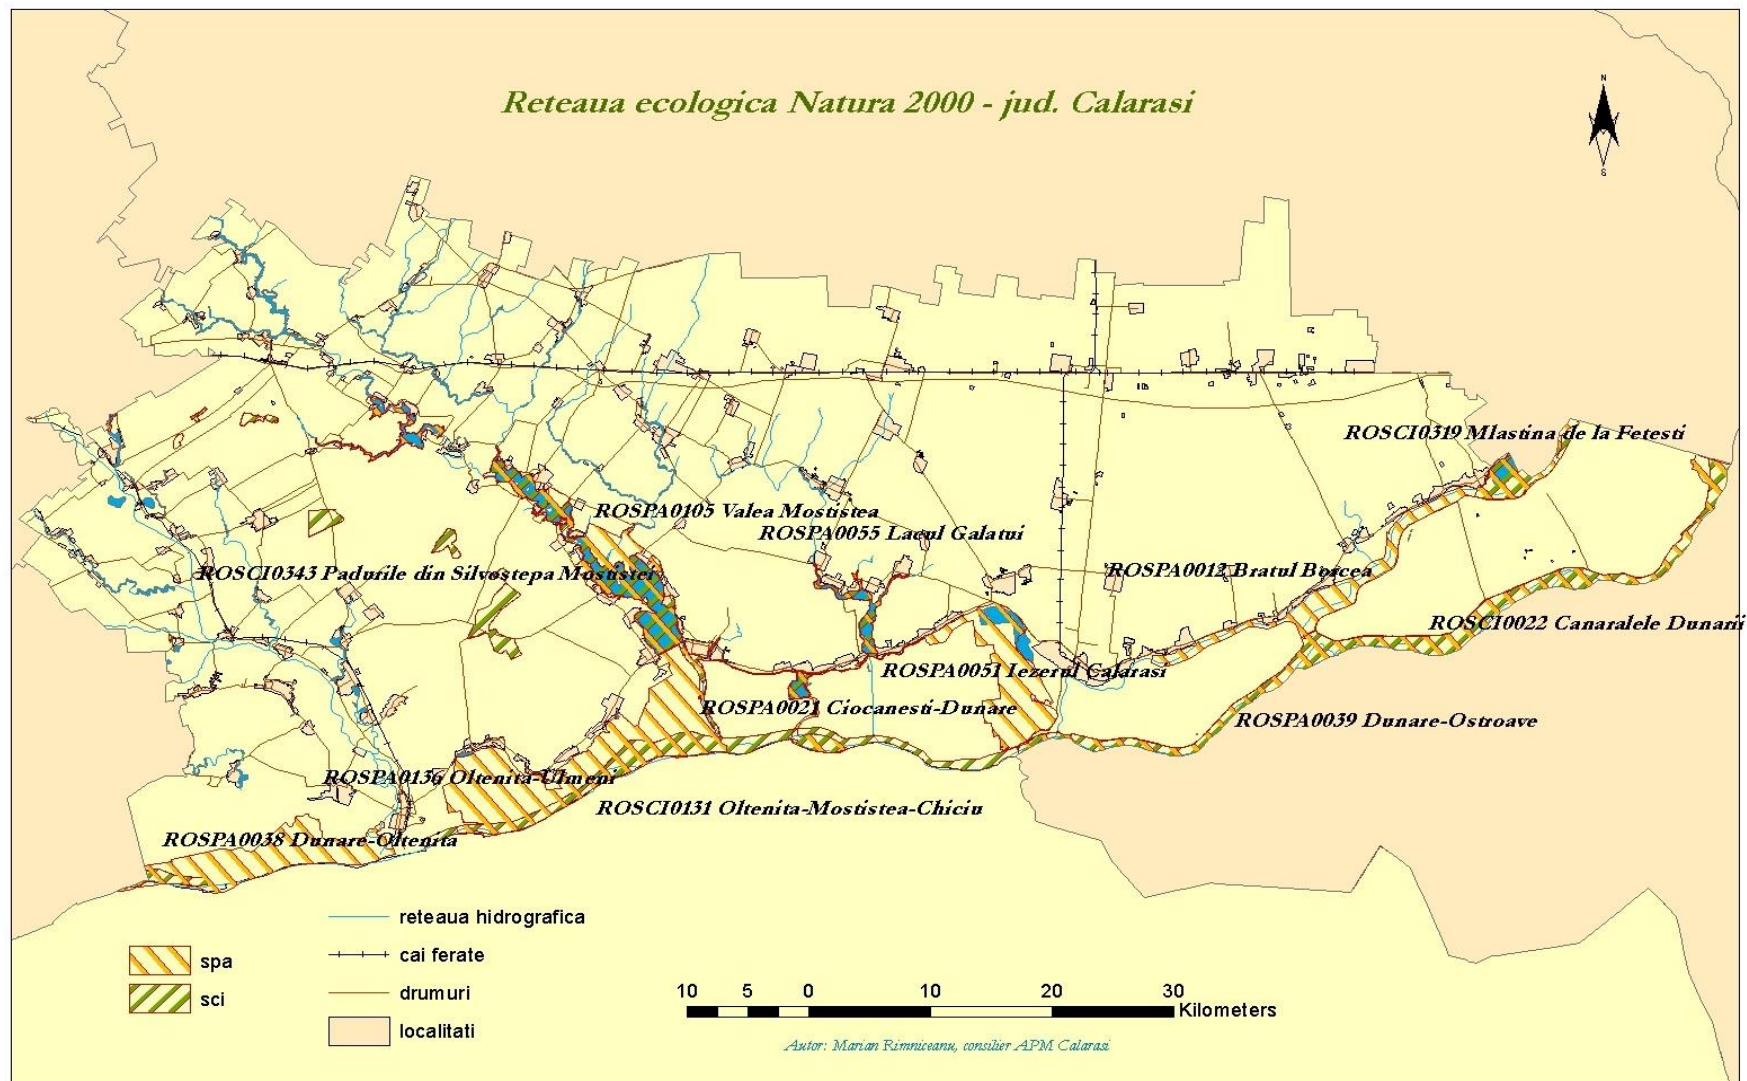 Reteaua ecologica Natura 2000 - jud. Calarasi
N
S
ROSCI0319 Mlastina de la Fetesti
ROSPA0105 Valea Mostistea
ROSPA0055 Lacul Galatui
ROSCI0343 Padurile din Silvostepa Mostistei
ROSPA0012 Bratul Borcea
ROSCI0022 Canaralele Dunarii
ROSPA0051 Iezerul Calarasi
ROSPA0021 Ciocanesti-Dunare
ROSPA0039 Dunare-Ostroave
ROSPA0136 Oltenita-Ulmeni
ROSCI0131 Oltenita-Mostistea-Chiciu
ROSPA0038 Dunare-Oltenita
reteaua hidrografica
spa
cai ferate
sci
drumuri
localitati
10 5 0 10 20 30
Kilometers
Autor: Marian Rimniceanu, consilier APM Calarasi